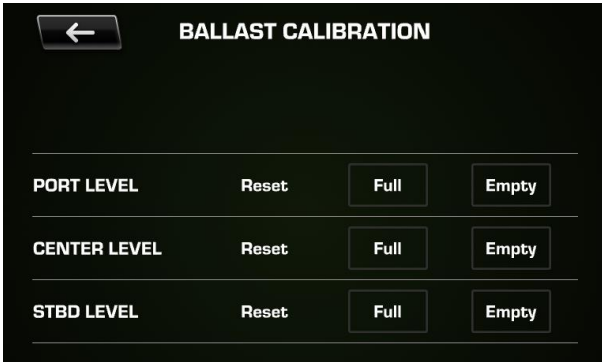 BALLAST CALIBRATION
PORT LEVEL Reset Full Empty
CENTER LEVEL Reset Full Empty
STBD LEVEL Reset Full Empty